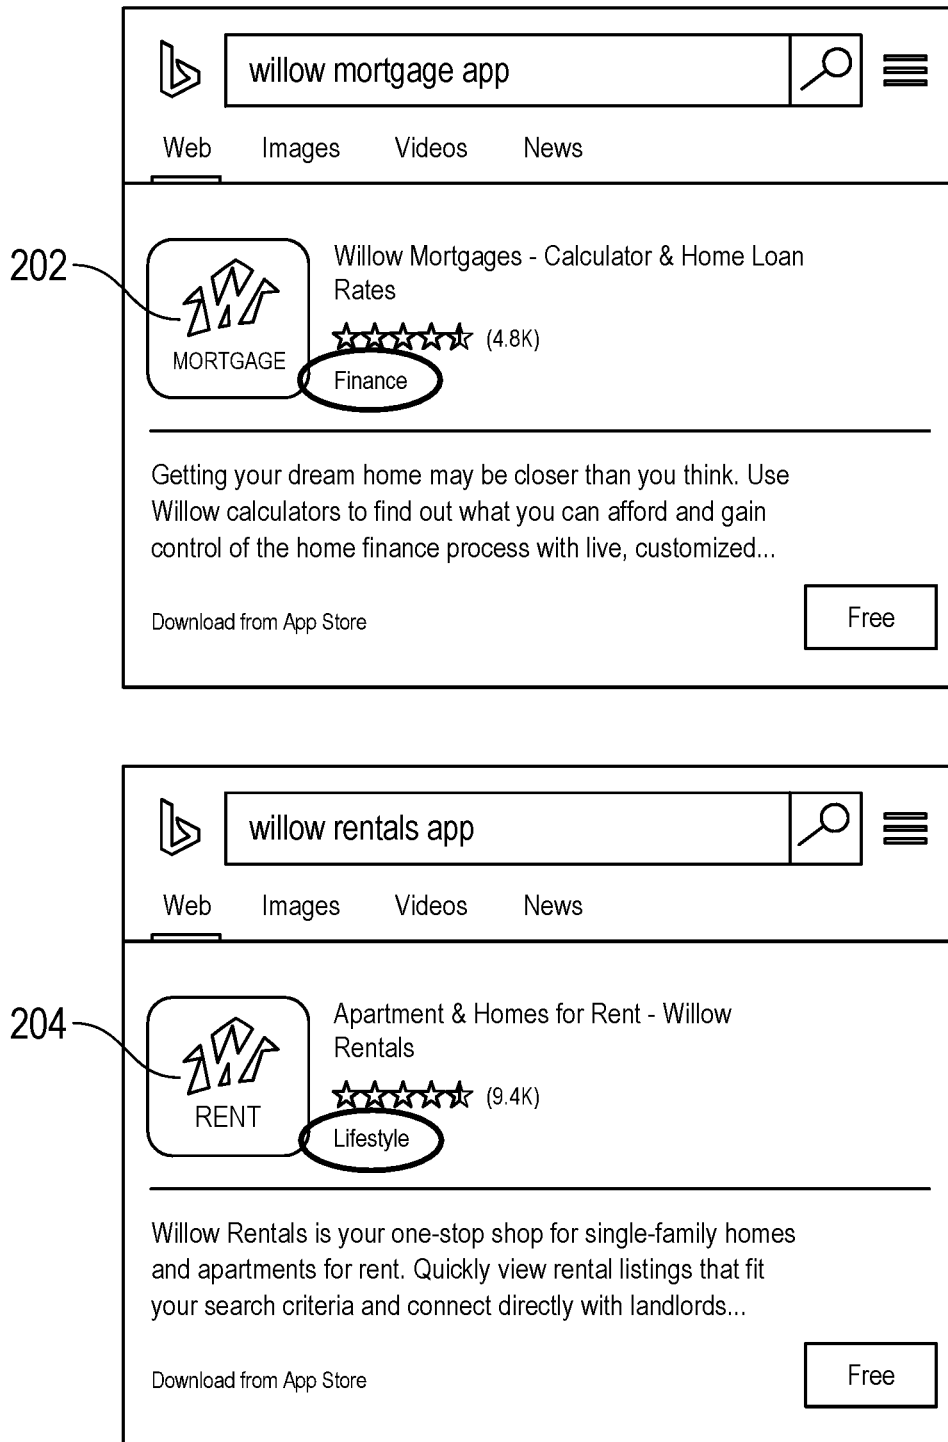 willow mortgage app
Web Images Videos News
202
Willow Mortgages - Calculator & Home Loan
Rates
(4.8K)
MORTGAGE
Finance
Getting your dream home may be closer than you think. Use
Willow calculators to find out what you can afford and gain
control of the home finance process with live, customized...
Download from App Store
Free
willow rentals app
Web Images Videos News
204
Apartment & Homes for Rent - Willow
Rentals
(9.4K)
RENT
Lifestyle
Willow Rentals is your one-stop shop for single-family homes
and apartments for rent. Quickly view rental listings that fit
your search criteria and connect directly with landlords...
Download from App Store
Free